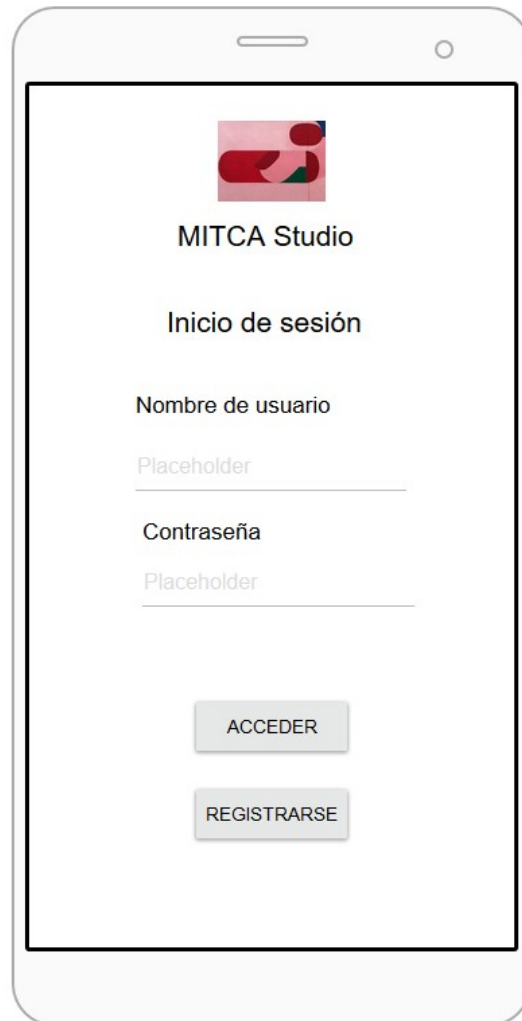 MITCA Studio
Inicio de sesión
Nombre de usuario
Placeholder
Contraseña
Placeholder
ACCEDER
REGISTRARSE